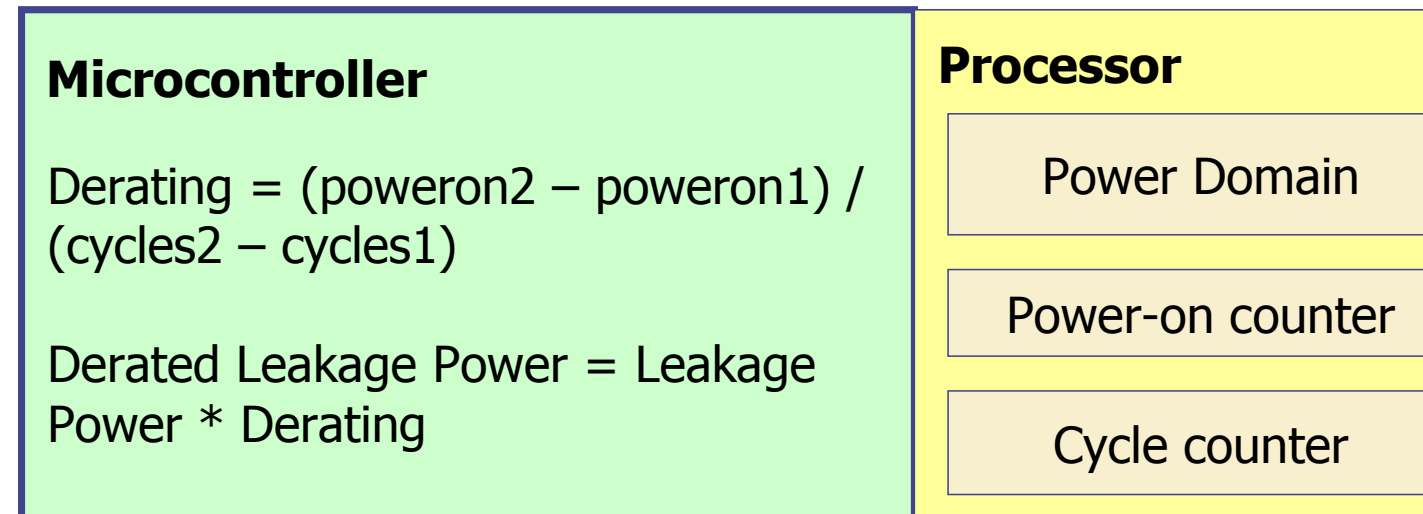 Microcontroller
Derating = (poweron2 – poweron1) /
(cycles2 – cycles1)
Derated Leakage Power = Leakage
Power * Derating
Processor
Power Domain
Power-on counter
Cycle counter